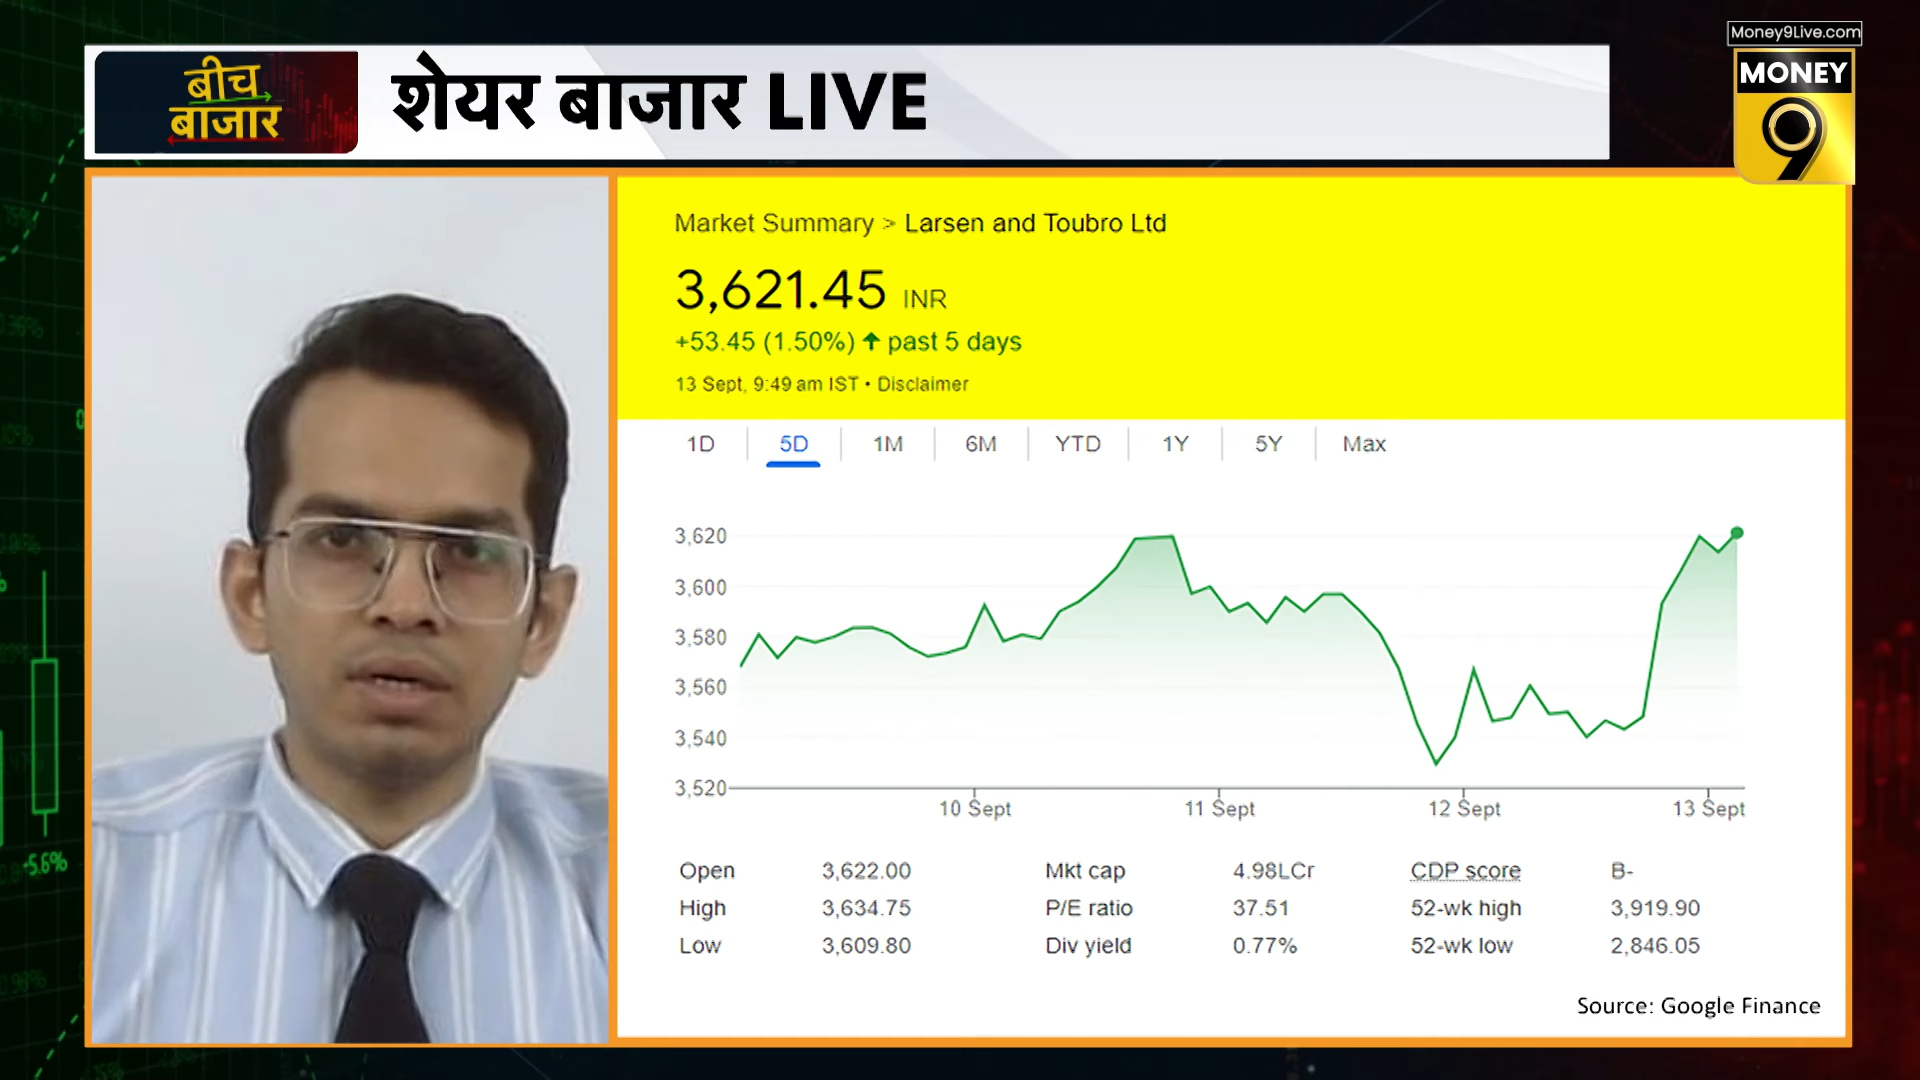 Money9Live.com
MONEY
9
बीच
बाजार
शेयर बाजार LIVE
Market Summary > Larsen and Toubro Ltd
3,621.45 INR
+53.45 (1.50%) ↑ past 5 days
13 Sept, 9:49 am IST • Disclaimer
1D 5D 1M 6M YTD 1Y 5Y Max
3,620
3,600
3,580
3,560
3,540
3,520
10 Sept 11 Sept 12 Sept 13 Sept
Open 3,622.00 Mkt cap 4.98LCr CDP score B-
High 3,634.75 P/E ratio 37.51 52-wk high 3,919.90
Low 3,609.80 Div yield 0.77% 52-wk low 2,846.05
Source: Google Finance
+5.6%